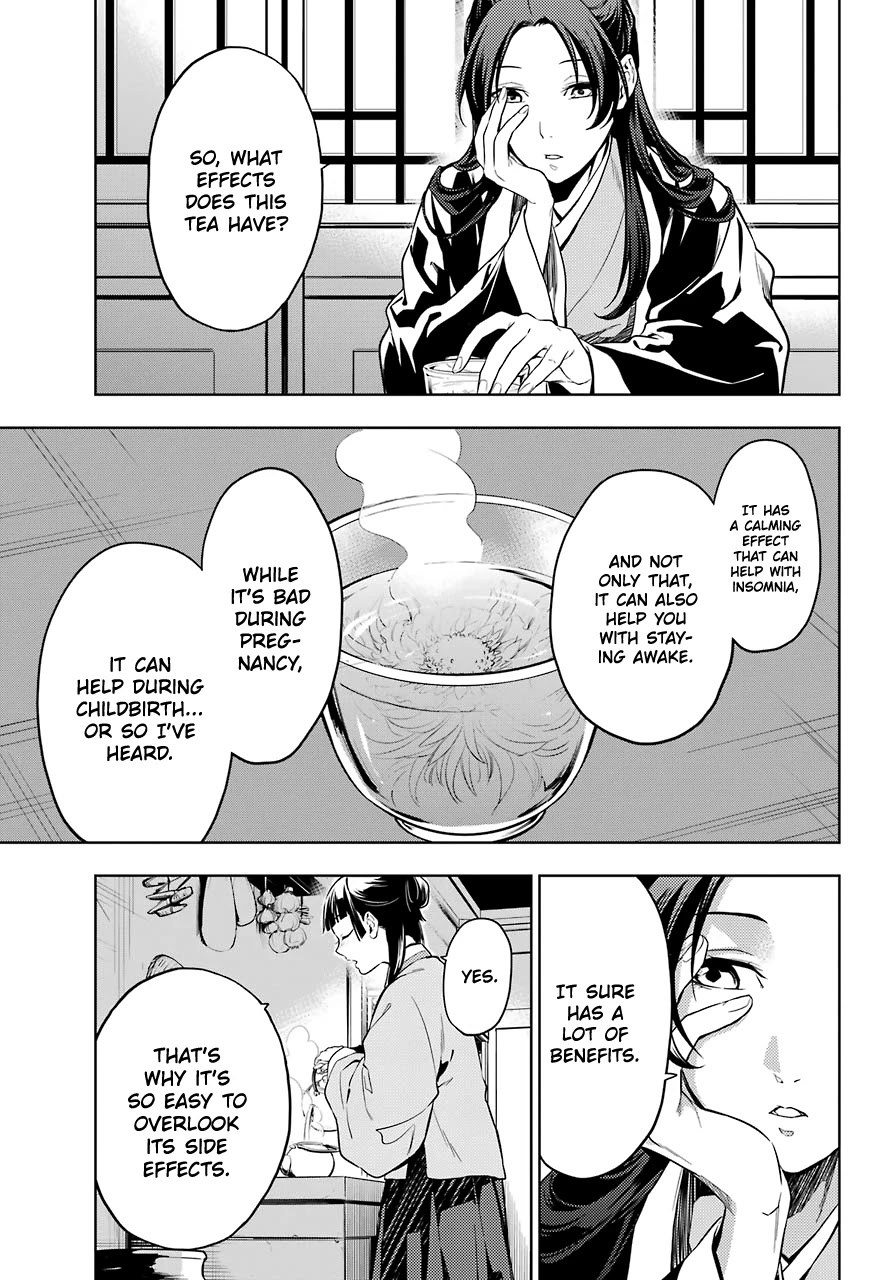 SO, WHAT
EFFECTS
DOES THIS
TEA HAVE?
IT HAS
A CALMING
EFFECT
THAT CAN
HELP WITH
INSOMNIA,
AND NOT
ONLY THAT,
IT CAN ALSO
HELP YOU
WITH STAY-
ING AWAKE.
WHILE
IT'S BAD
DURING
PREG-
NANCY,
IT CAN
HELP DURING
CHILDBIRTH...
OR SO I'VE
HEARD.
IT SURE
HAS A
LOT OF
BENEFITS.
YES.
THAT'S
WHY IT'S
SO EASY TO
OVERLOOK
ITS SIDE
EFFECTS.